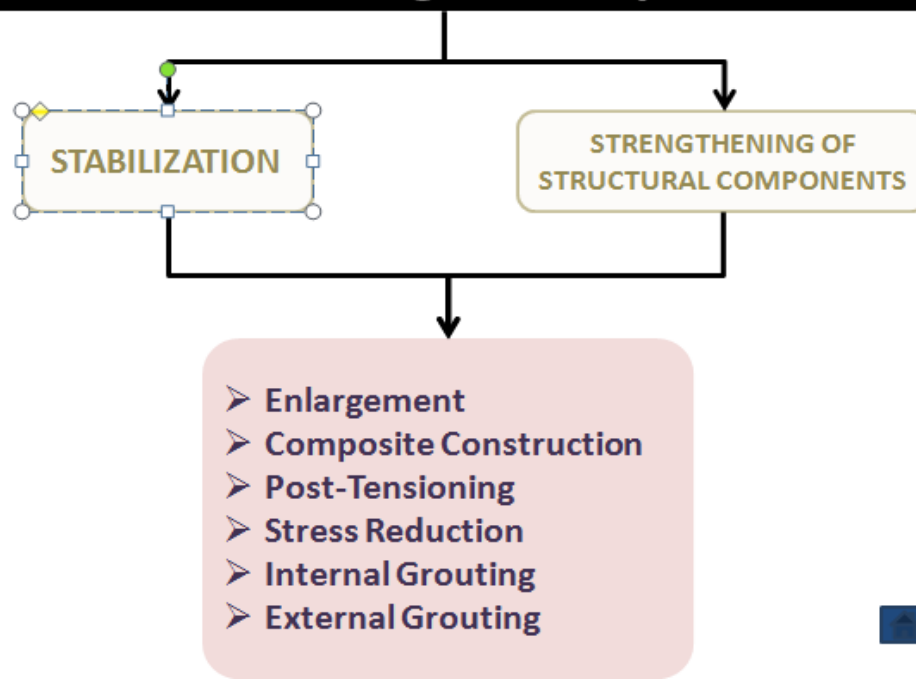 STABILIZATION
STRENGTHENING OF
STRUCTURAL COMPONENTS
Enlargement
Composite Construction
Post-Tensioning
Stress Reduction
Internal Grouting
External Grouting